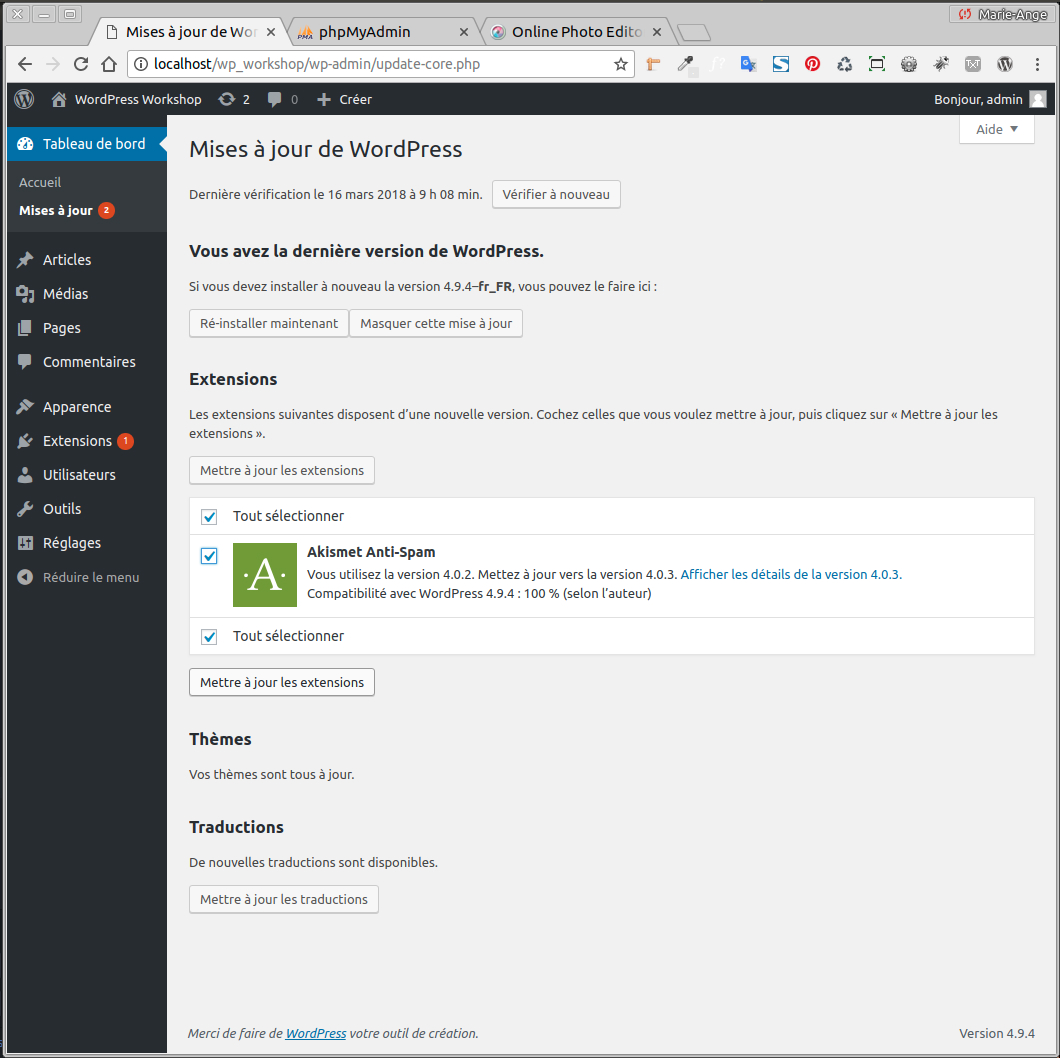 Marie-Ange
Mises à jour de Wor
phpMyAdmin
Online Photo Edito
localhost/wp_workshop/wp-admin/update-core.php
WordPress Workshop 2 0 Créer
Bonjour, admin
Aide
Tableau de bord
Accueil
Mises à jour 2
Articles
Médias
Pages
Commentaires
Apparence
Extensions 1
Utilisateurs
Outils
Réglages
Réduire le menu
Mises à jour de WordPress
Dernière vérification le 16 mars 2018 à 9 h 08 min. Vérifier à nouveau
Vous avez la dernière version de WordPress.
Si vous devez installer à nouveau la version 4.9.4–fr_FR, vous pouvez le faire ici :
Ré-installer maintenant Masquer cette mise à jour
Extensions
Les extensions suivantes disposent d’une nouvelle version. Cochez celles que vous voulez mettre à jour, puis cliquez sur « Mettre à jour les
extensions ».
Mettre à jour les extensions
Tout sélectionner
·A·
Akismet Anti-Spam
Vous utilisez la version 4.0.2. Mettez à jour vers la version 4.0.3. Afficher les détails de la version 4.0.3.
Compatibilité avec WordPress 4.9.4 : 100 % (selon l’auteur)
Tout sélectionner
Mettre à jour les extensions
Thèmes
Vos thèmes sont tous à jour.
Traductions
De nouvelles traductions sont disponibles.
Mettre à jour les traductions
Merci de faire de WordPress votre outil de création.
Version 4.9.4